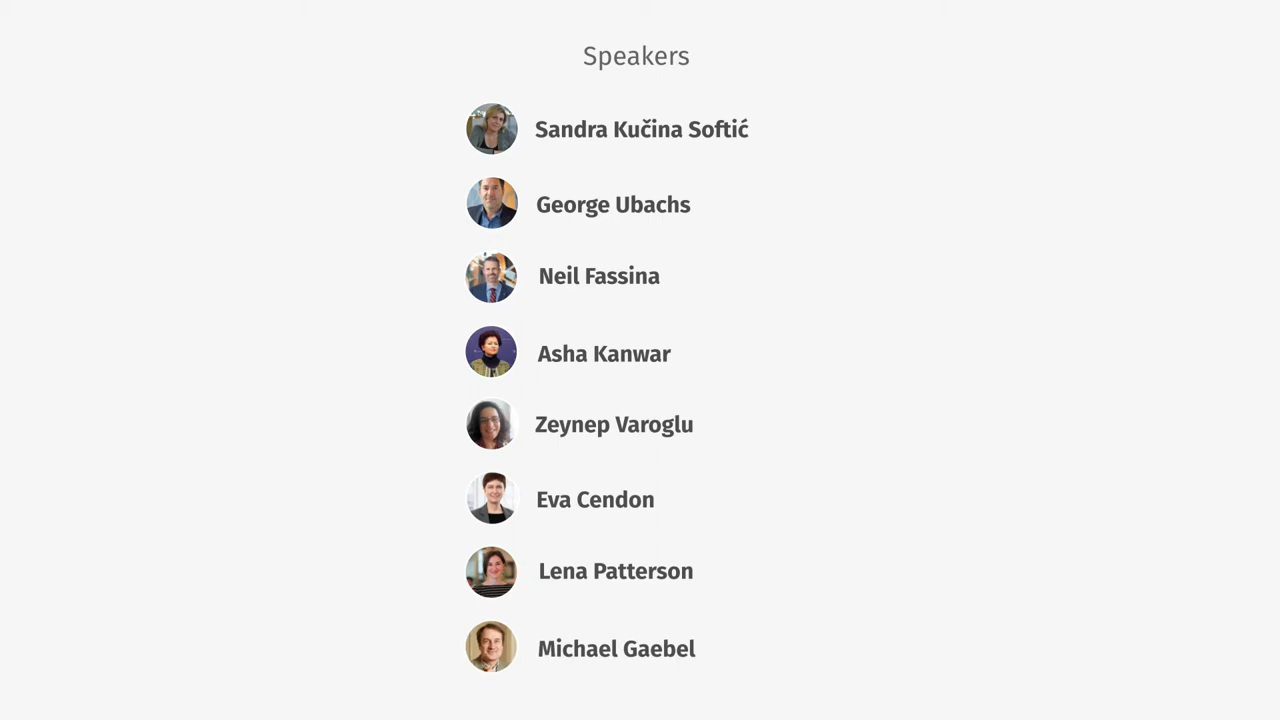 Speakers
Sandra Kučina Softić
George Ubachs
Neil Fassina
Asha Kanwar
Zeynep Varoglu
Eva Cendon
Lena Patterson
Michael Gaebel